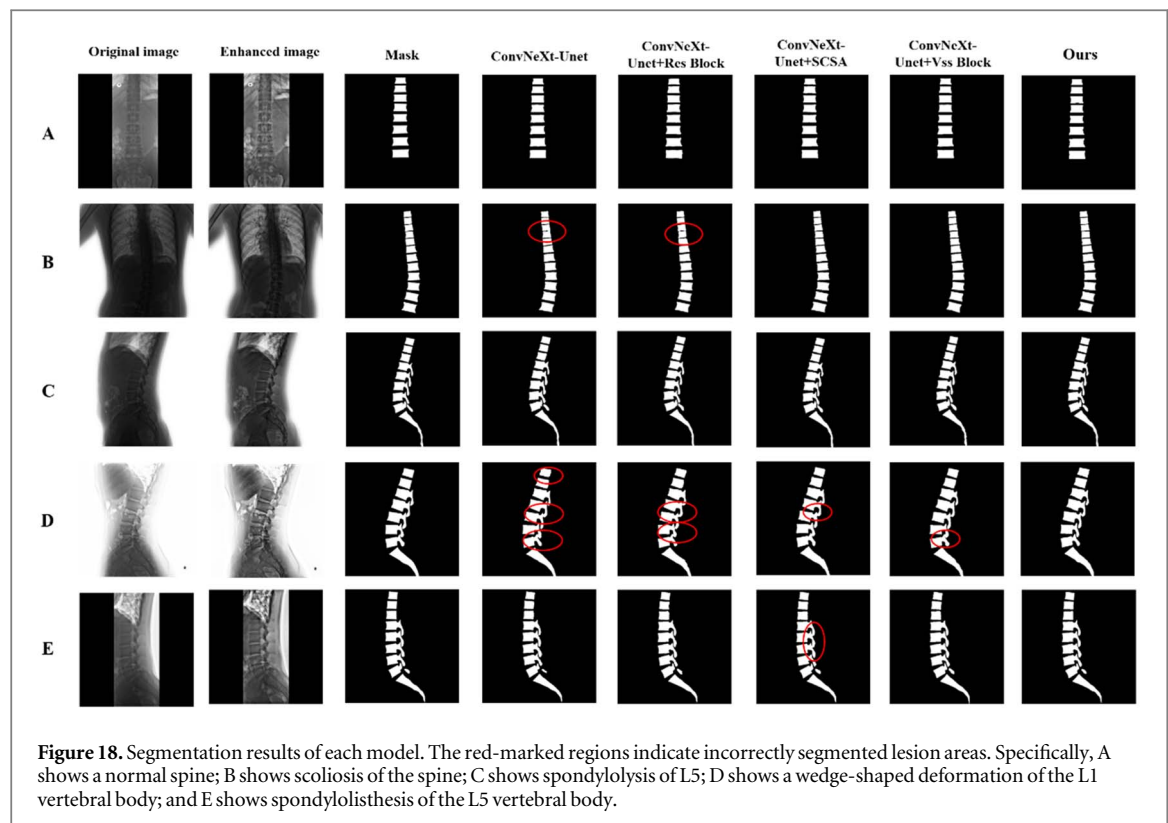 Original image Enhanced image Mask ConvNeXt-Unet ConvNeXt-Unet+Res Block ConvNeXt-Unet+SCSA ConvNeXt-Unet+Vss Block Ours
A
B
C
D
E
Figure 18. Segmentation results of each model. The red-marked regions indicate incorrectly segmented lesion areas. Specifically, A
shows a normal spine; B shows scoliosis of the spine; C shows spondylolysis of L5; D shows a wedge-shaped deformation of the L1
vertebral body; and E shows spondylolisthesis of the L5 vertebral body.